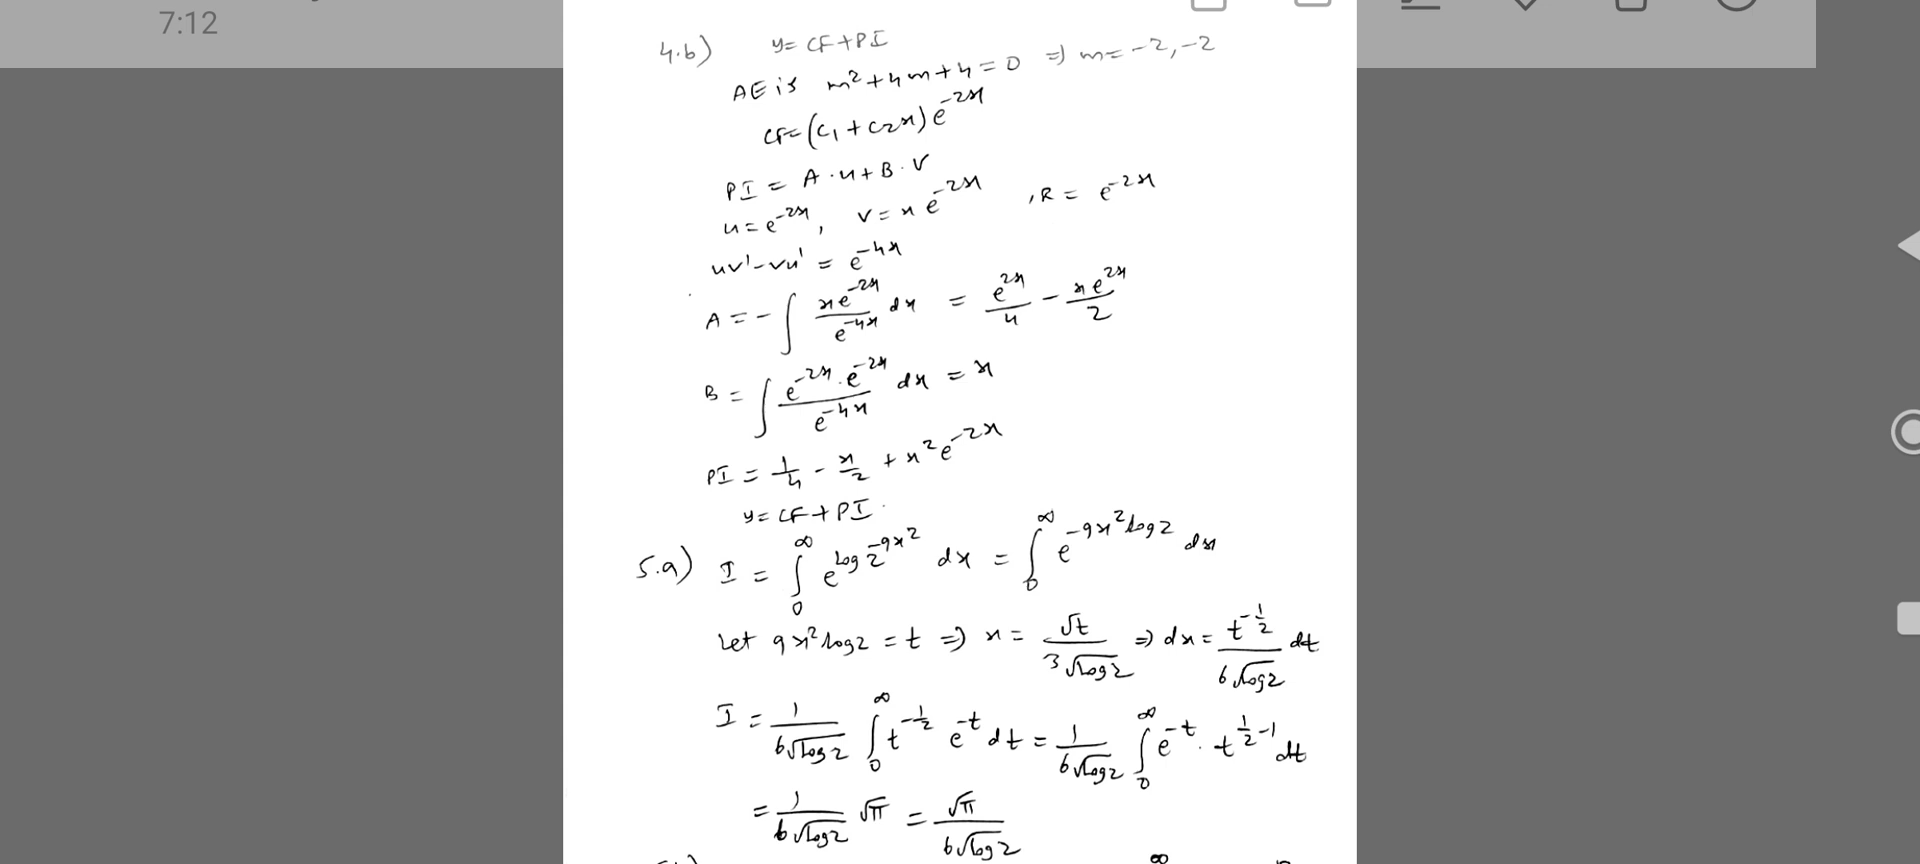 7:12
4.b) y = CF+PI
AE is m²+4m+4=0 ⇒ m=-2,-2
CF=(c₁+c₂x)e^{-2x}
PI = A·u+B·v
u=e^{-2x}, v=xe^{-2x}, R=e^{-2x}
uv'-vu' = e^{-4x}
A=-∫ xe^{-2x}/e^{-4x} dx = e^{2x}/4 - xe^{2x}/2
B=∫ e^{-2x}.e^{-2x}/e^{-4x} dx = x
PI = 1/4 - x/2 + x²e^{-2x}
y=CF+PI.
5.a) I = ∫₀^∞ e^{log 2^{-9x²}} dx = ∫₀^∞ e^{-9x² log 2} dx
Let 9x² log2 = t ⇒ x = √t/(3√log2) ⇒ dx = t^{-1/2}/(6√log2) dt
I = 1/(6√log2) ∫₀^∞ t^{-1/2} e^{-t} dt = 1/(6√log2) ∫₀^∞ e^{-t}. t^{1/2-1} dt
= 1/(6√log2) √π = √π/(6√log2)
∞